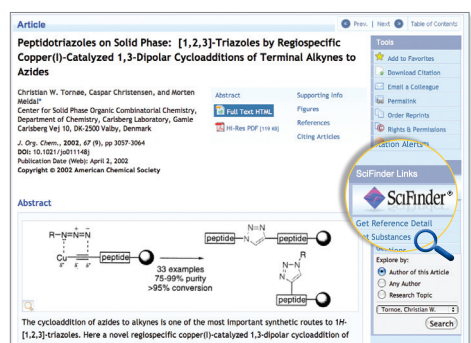 Article
Prev. | Next Table of Contents
Peptidotriazoles on Solid Phase: [1,2,3]-Triazoles by Regiospecific
Copper(I)-Catalyzed 1,3-Dipolar Cycloadditions of Terminal Alkynes to
Azides
Christian W. Tornøe, Caspar Christensen, and Morten
Meldal*
Center for Solid Phase Organic Combinatorial Chemistry,
Department of Chemistry, Carlsberg Laboratory, Gamle
Carlsberg Vej 10, DK-2500 Valby, Denmark
J. Org. Chem., 2002, 67 (9), pp 3057-3064
DOI: 10.1021/jo011148j
Publication Date (Web): April 2, 2002
Copyright © 2002 American Chemical Society
Abstract
Full Text HTML
Hi-Res PDF [119 KB]
Supporting Info
Figures
References
Citing Articles
Tools
Add to Favorites
Download Citation
Email a Colleague
Permalink
Order Reprints
Rights & Permissions
tation Alerts
SciFinder Links
SciFinder®
Get Reference Detail
t Substances
Explore by:
Author of this Article
Any Author
Research Topic
Tornoe, Christian W.
Search
Abstract
R–N=N=N
Cu
peptide
33 examples
75-99% purity
>95% conversion
peptide
N=N
N
R
N=N
N
R
peptide
The cycloaddition of azides to alkynes is one of the most important synthetic routes to 1H-
[1,2,3]-triazoles. Here a novel regiospecific copper(I)-catalyzed 1,3-dipolar cycloaddition of